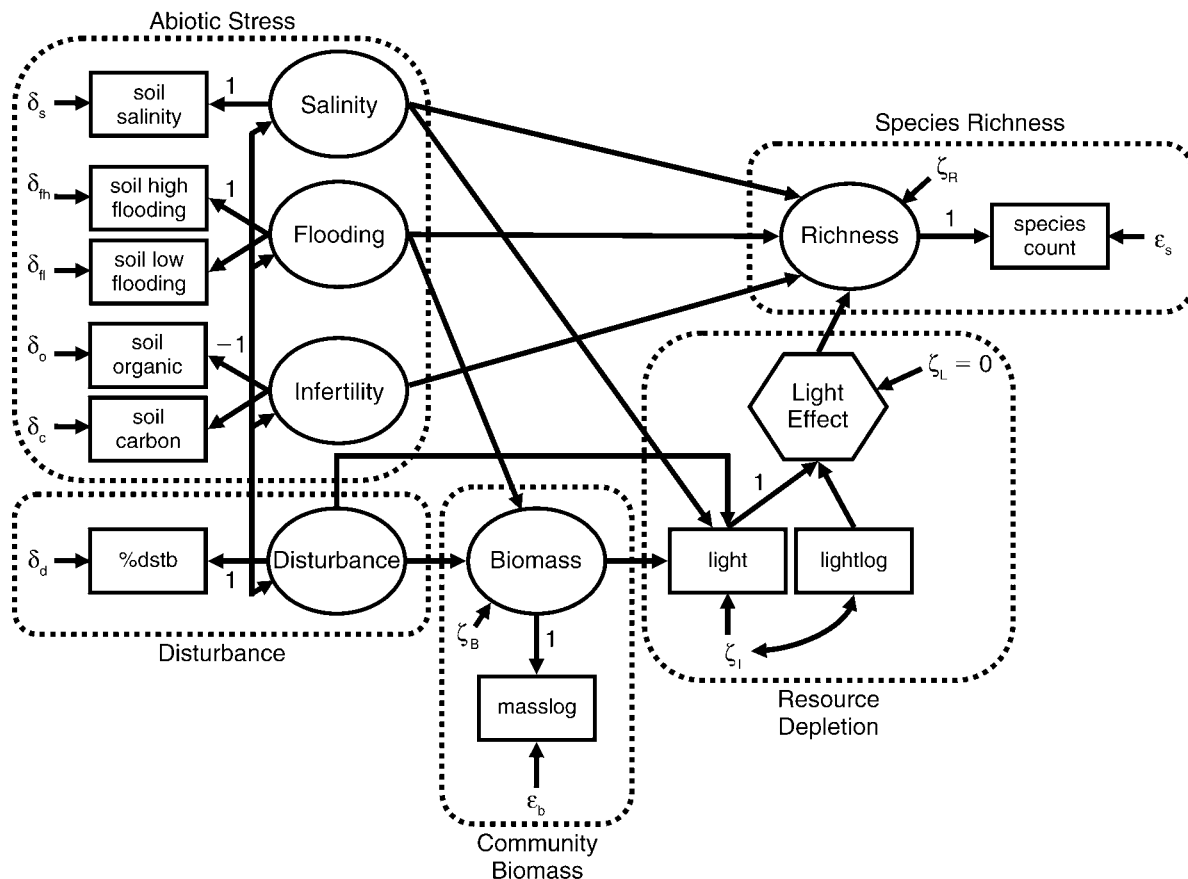 Abiotic Stress
δs
soil
salinity
1
Salinity
δfh
soil high
flooding
1
Flooding
δfl
soil low
flooding
δo
soil
organic
−1
Infertility
δc
soil
carbon
δd
%dstb
1
Disturbance
Disturbance
Biomass
ζB
1
masslog
εb
Community
Biomass
Species Richness
ζR
Richness
1
species
count
εs
Light
Effect
ζL = 0
1
light
lightlog
ζl
Resource
Depletion